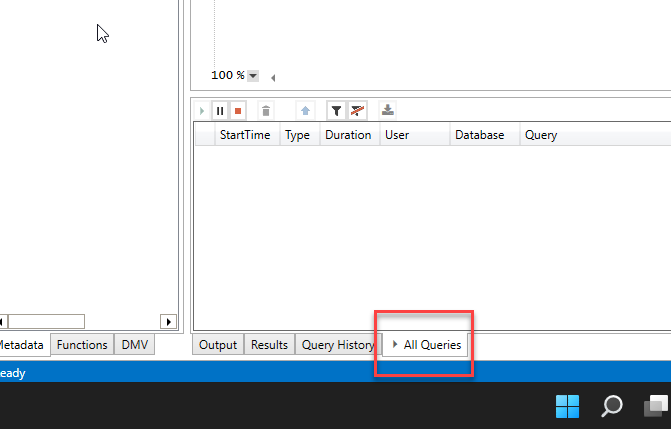 100 %
StartTime Type Duration User Database Query
Metadata Functions DMV Output Results Query History All Queries
eady